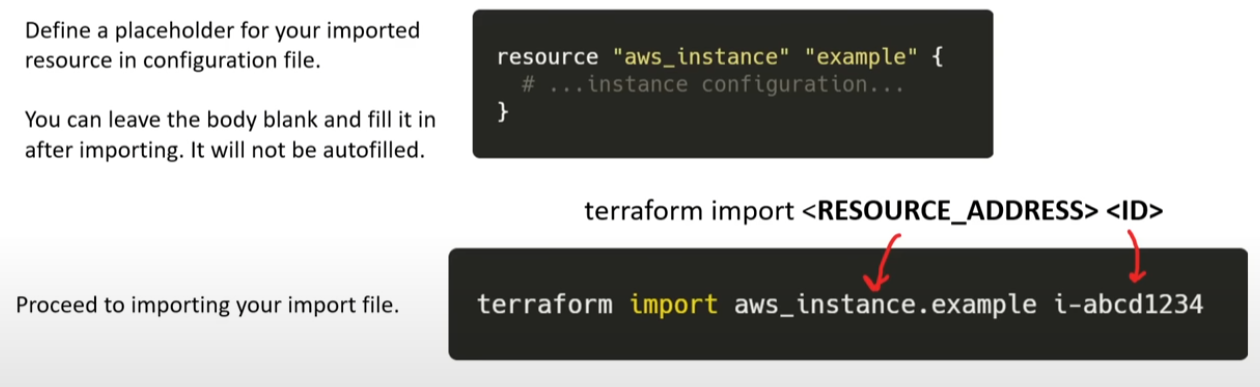 Define a placeholder for your imported
resource in configuration file.
You can leave the body blank and fill it in
after importing. It will not be autofilled.
resource "aws_instance" "example" {
# ...instance configuration...
}
terraform import <RESOURCE_ADDRESS> <ID>
Proceed to importing your import file.
terraform import aws_instance.example i-abcd1234